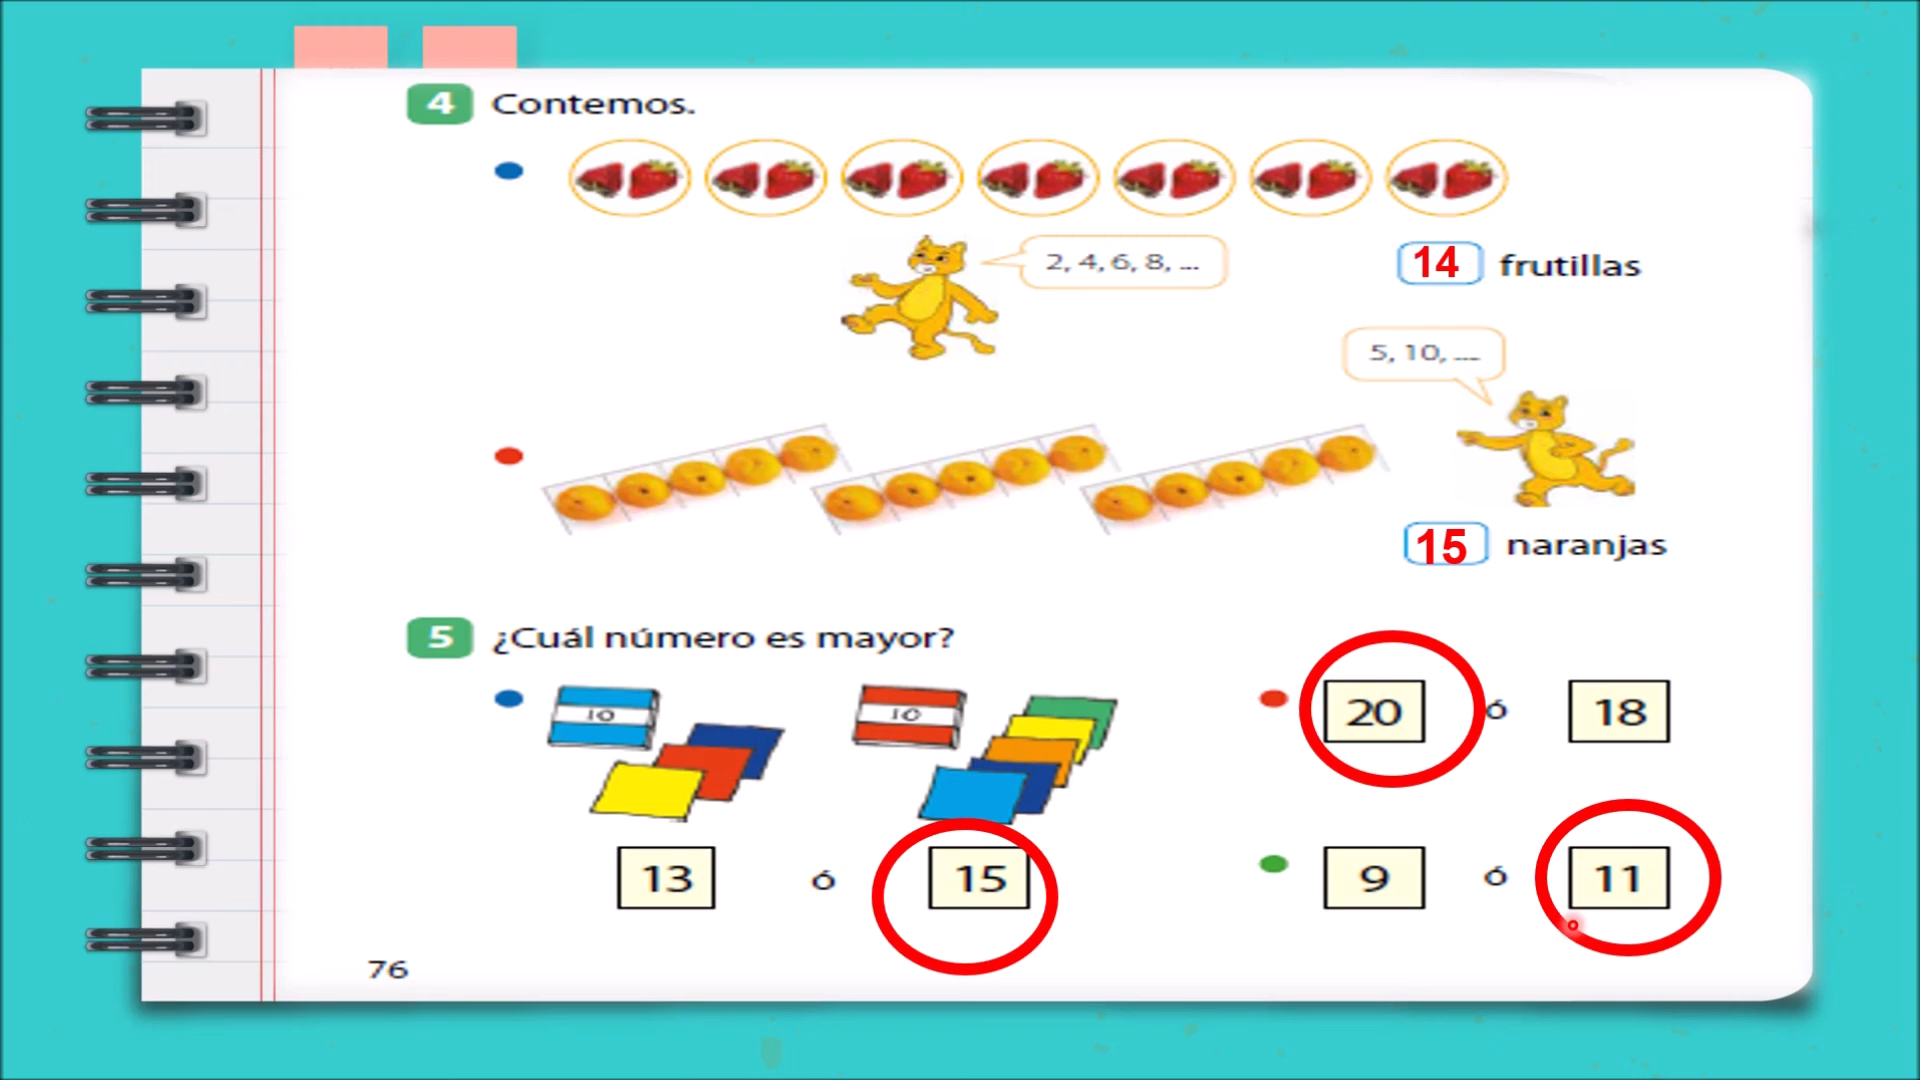 4 Contemos.
2, 4, 6, 8, ...
14 frutillas
5, 10, ...
15 naranjas
5 ¿Cuál número es mayor?
10
10
20 ó 18
13 ó 15
9 ó 11
76